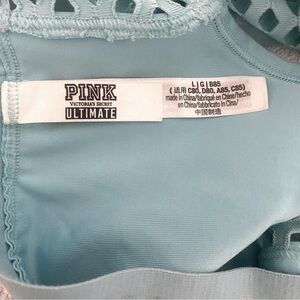 PINK
VICTORIA'S SECRET
ULTIMATE
L | G | B85
(适用 C80, D80, A85, C85)
made in China/fabriqué en Chine/hecho
en China/fabbricato in Cina/
中国制造